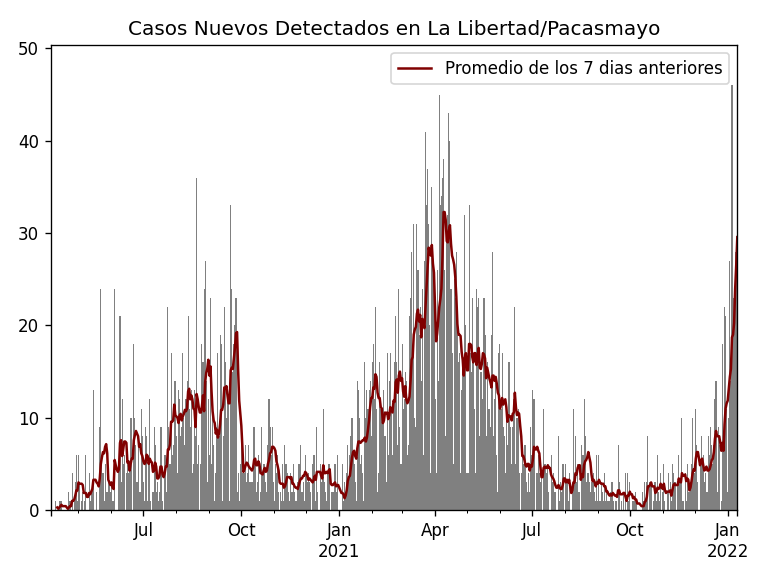 Casos Nuevos Detectados en La Libertad/Pacasmayo
Promedio de los 7 dias anteriores
50
40
30
20
10
0
Jul
Oct
Jan
2021
Apr
Jul
Oct
Jan
2022